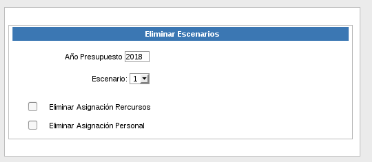 Eliminar Escenarios
Año Presupuesto 2018
Escenario: 1
Eliminar Asignación Rercursos
Eliminar Asignación Personal